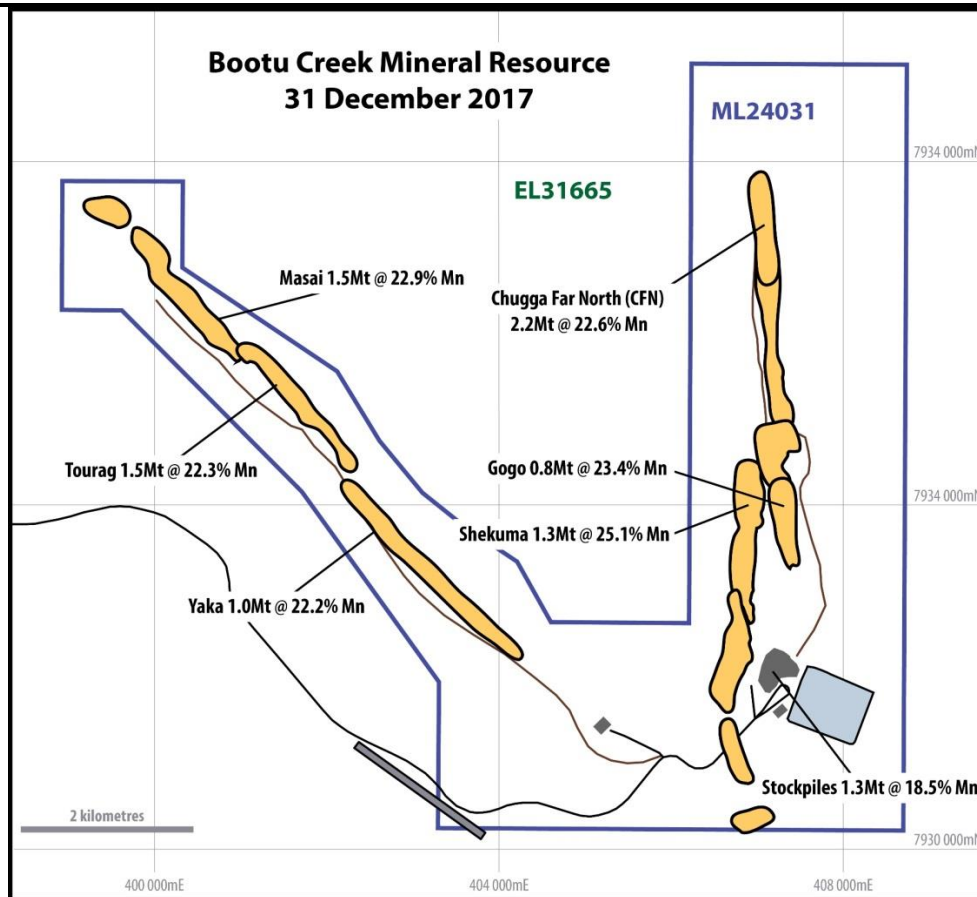 Bootu Creek Mineral Resource
31 December 2017
ML24031
7934 000mN
EL31665
Masai 1.5Mt @ 22.9% Mn
Chugga Far North (CFN)
2.2Mt @ 22.6% Mn
Tourag 1.5Mt @ 22.3% Mn
Gogo 0.8Mt @ 23.4% Mn
7934 000mN
Shekuma 1.3Mt @ 25.1% Mn
Yaka 1.0Mt @ 22.2% Mn
Stockpiles 1.3Mt @ 18.5% Mn
2 kilometres
7930 000mN
400 000mE
404 000mE
408 000mE